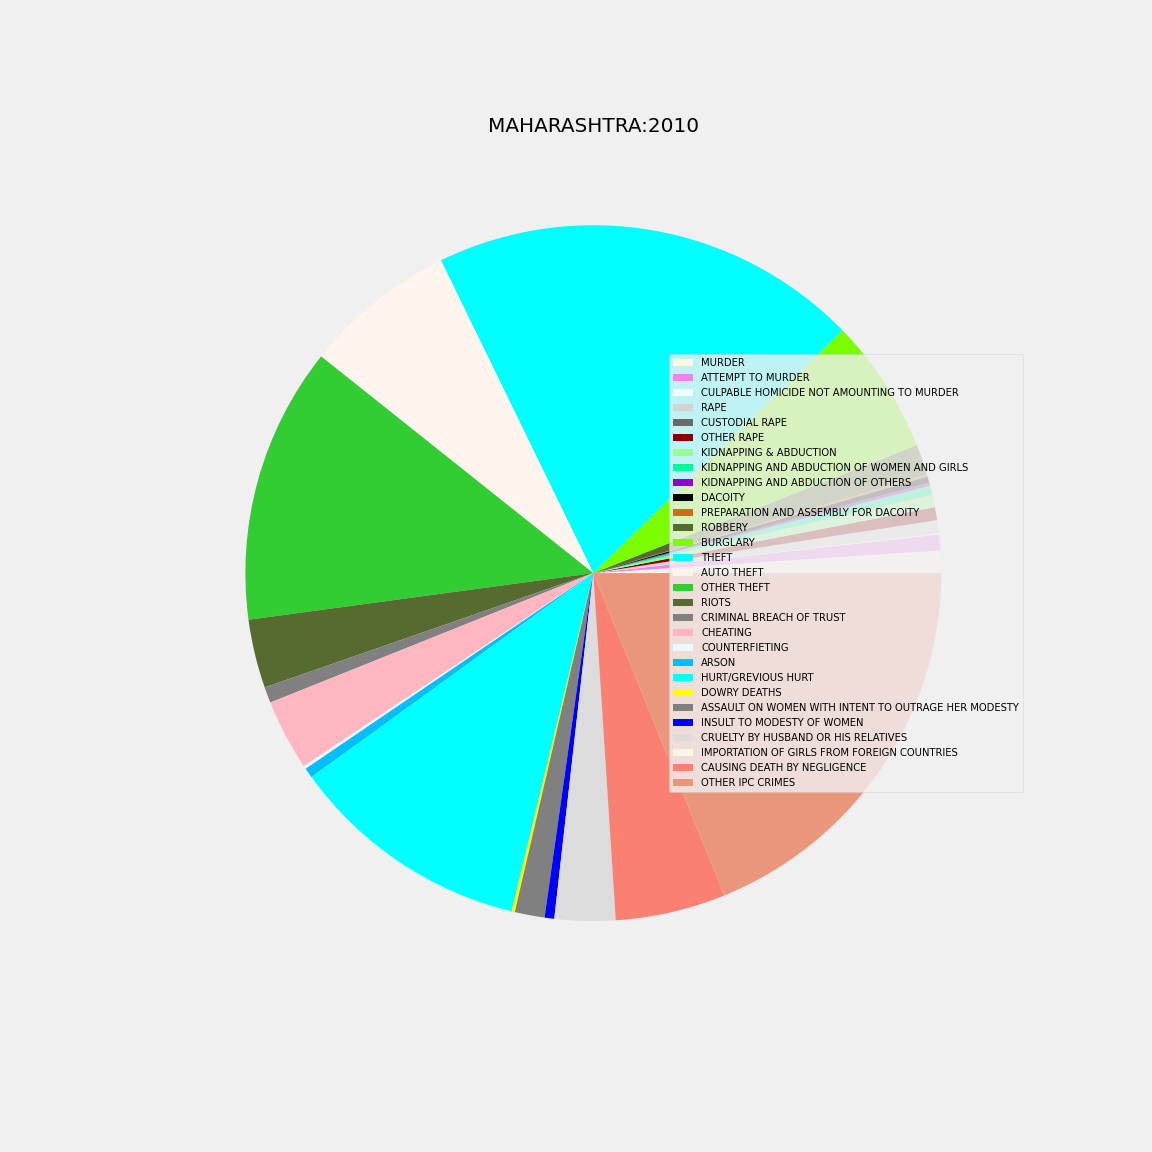 MAHARASHTRA:2010
MURDER
ATTEMPT TO MURDER
CULPABLE HOMICIDE NOT AMOUNTING TO MURDER
RAPE
CUSTODIAL RAPE
OTHER RAPE
KIDNAPPING & ABDUCTION
KIDNAPPING AND ABDUCTION OF WOMEN AND GIRLS
KIDNAPPING AND ABDUCTION OF OTHERS
DACOITY
PREPARATION AND ASSEMBLY FOR DACOITY
ROBBERY
BURGLARY
THEFT
AUTO THEFT
OTHER THEFT
RIOTS
CRIMINAL BREACH OF TRUST
CHEATING
COUNTERFIETING
ARSON
HURT/GREVIOUS HURT
DOWRY DEATHS
ASSAULT ON WOMEN WITH INTENT TO OUTRAGE HER MODESTY
INSULT TO MODESTY OF WOMEN
CRUELTY BY HUSBAND OR HIS RELATIVES
IMPORTATION OF GIRLS FROM FOREIGN COUNTRIES
CAUSING DEATH BY NEGLIGENCE
OTHER IPC CRIMES